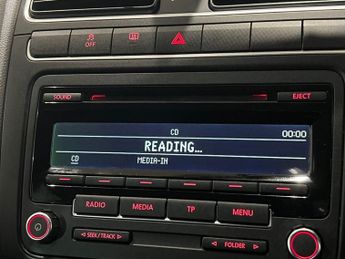 OFF
SOUND
EJECT
CD
00:00
READING...
CD MEDIA-IN
RADIO MEDIA TP MENU
SEEK/TRACK FOLDER